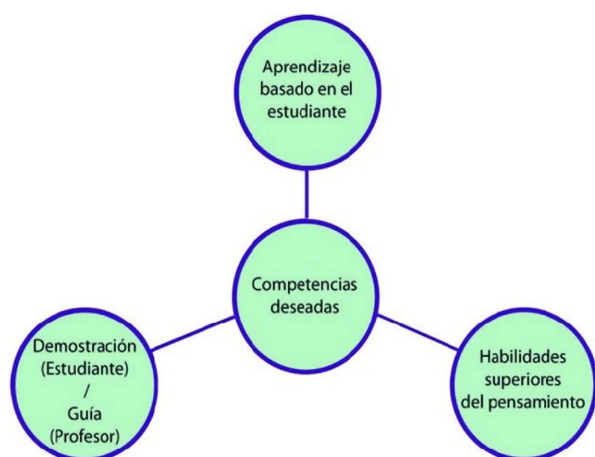 Aprendizaje
basado en el
estudiante
Competencias
deseadas
Demostración
(Estudiante)
/
Guía
(Profesor)
Habilidades
superiores
del pensamiento